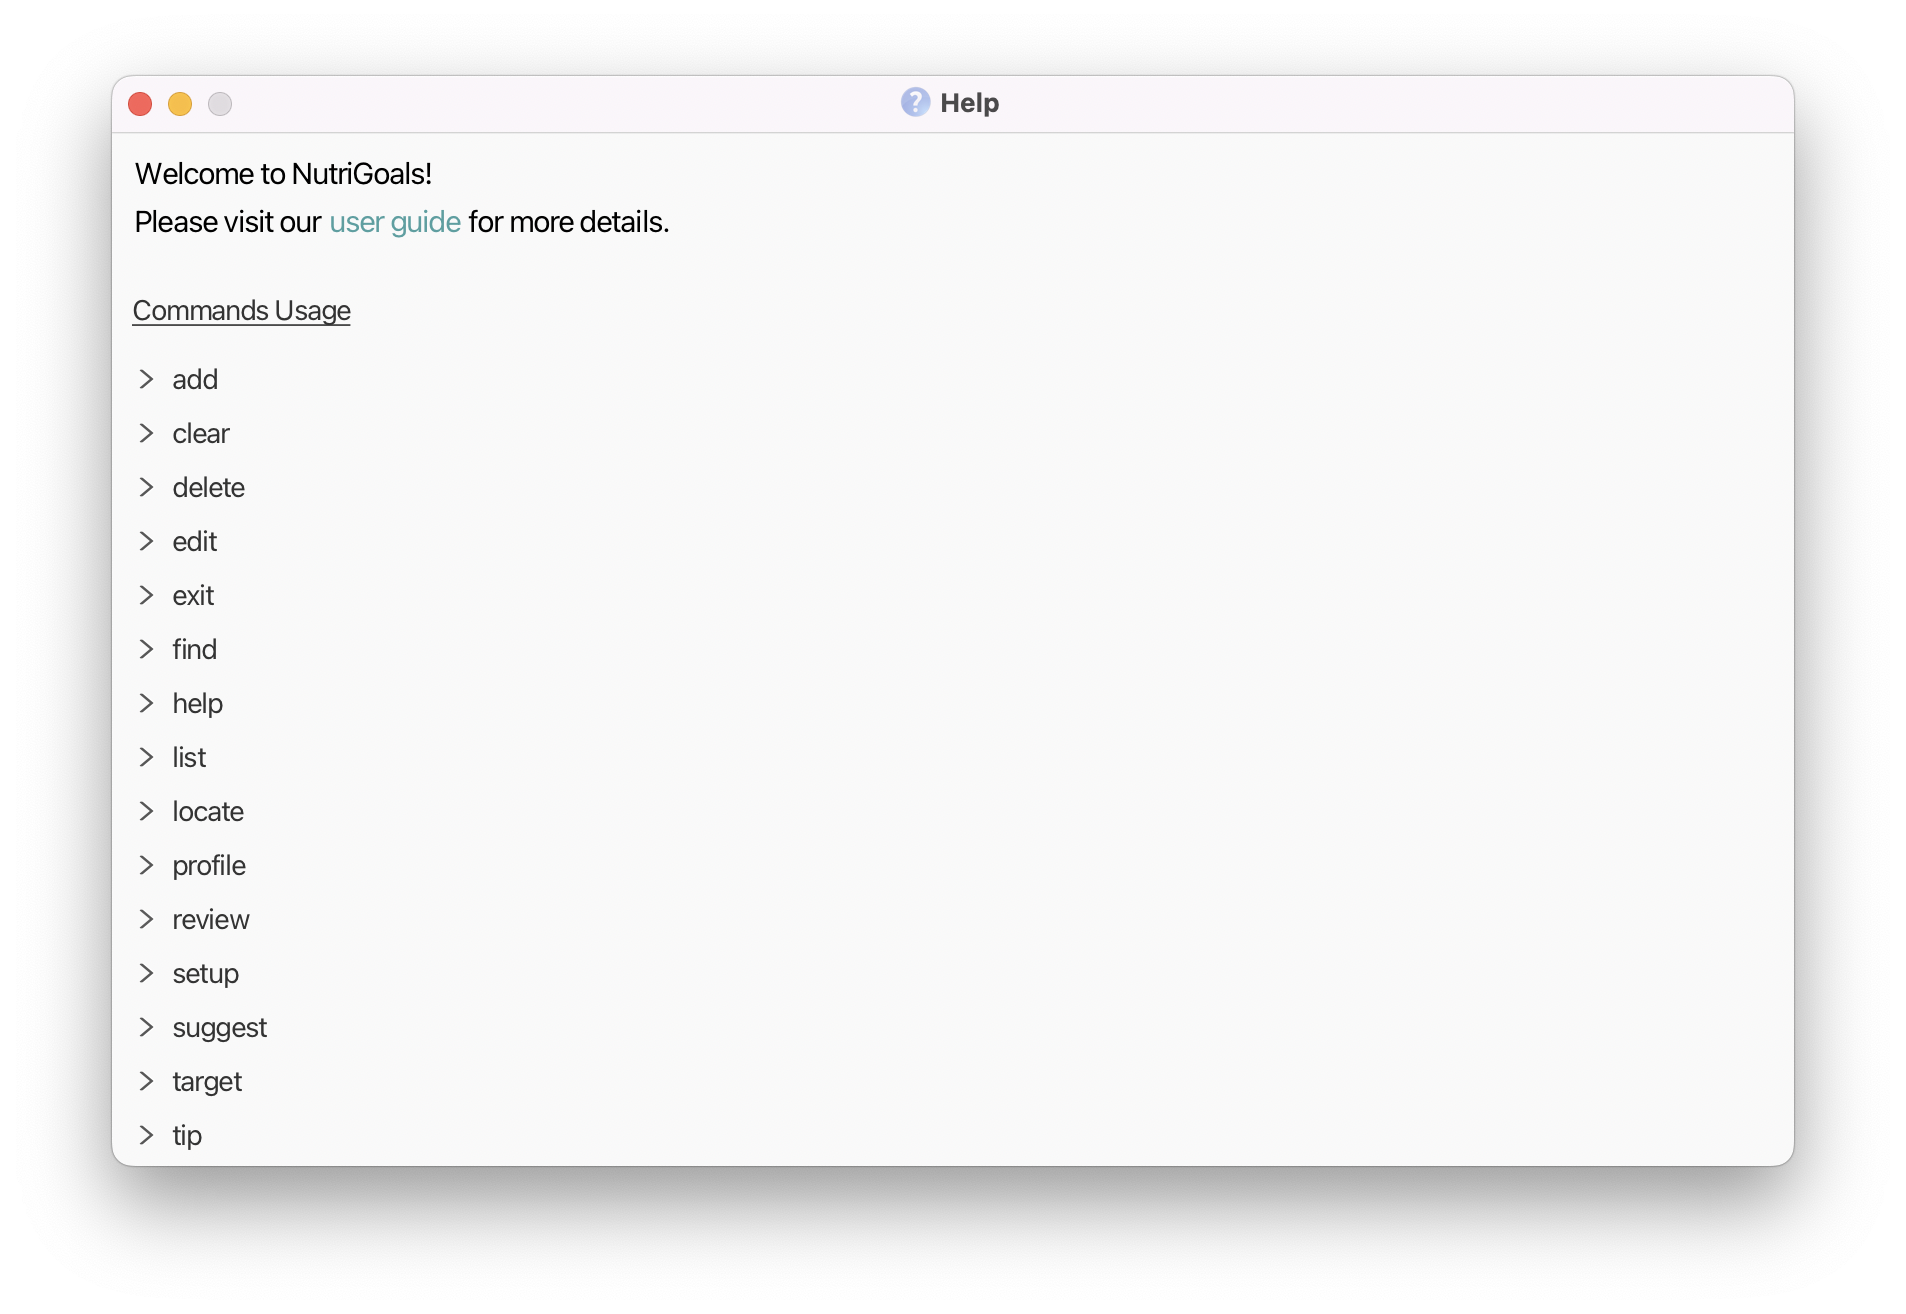 Help
Welcome to NutriGoals!
Please visit our user guide for more details.
Commands Usage
add
clear
delete
edit
exit
find
help
list
locate
profile
review
setup
suggest
target
tip